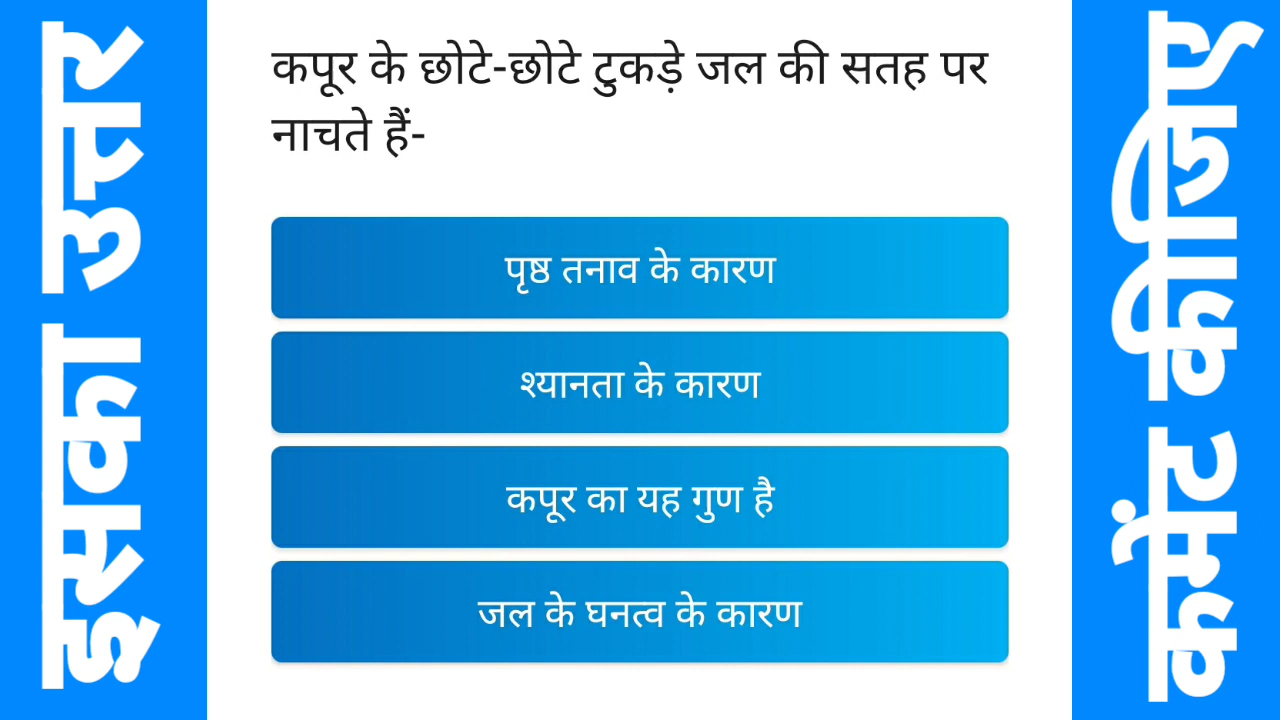 इसका उत्तर
कपूर के छोटे-छोटे टुकड़े जल की सतह पर
नाचते हैं-
पृष्ठ तनाव के कारण
श्यानता के कारण
कपूर का यह गुण है
जल के घनत्व के कारण
कमेंट कीजिए